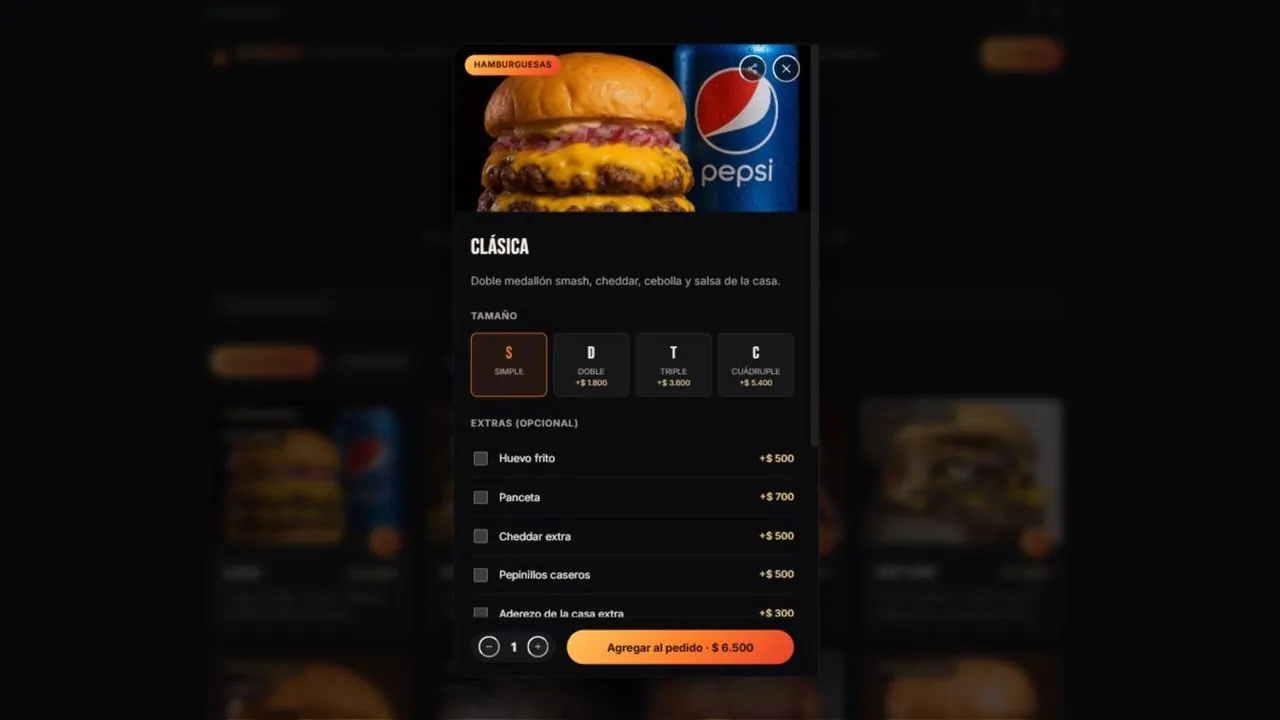 HAMBURGUESAS
pepsi
CLÁSICA
Doble medallón smash, cheddar, cebolla y salsa de la casa.
TAMAÑO
S
SIMPLE
D
DOBLE
+$ 1.800
T
TRIPLE
+$ 3.600
C
CUÁDRUPLE
+$ 5.400
EXTRAS (OPCIONAL)
Huevo frito +$ 500
Panceta +$ 700
Cheddar extra +$ 500
Pepinillos caseros +$ 500
Aderezo de la casa extra +$ 300
− 1 + Agregar al pedido · $ 6.500